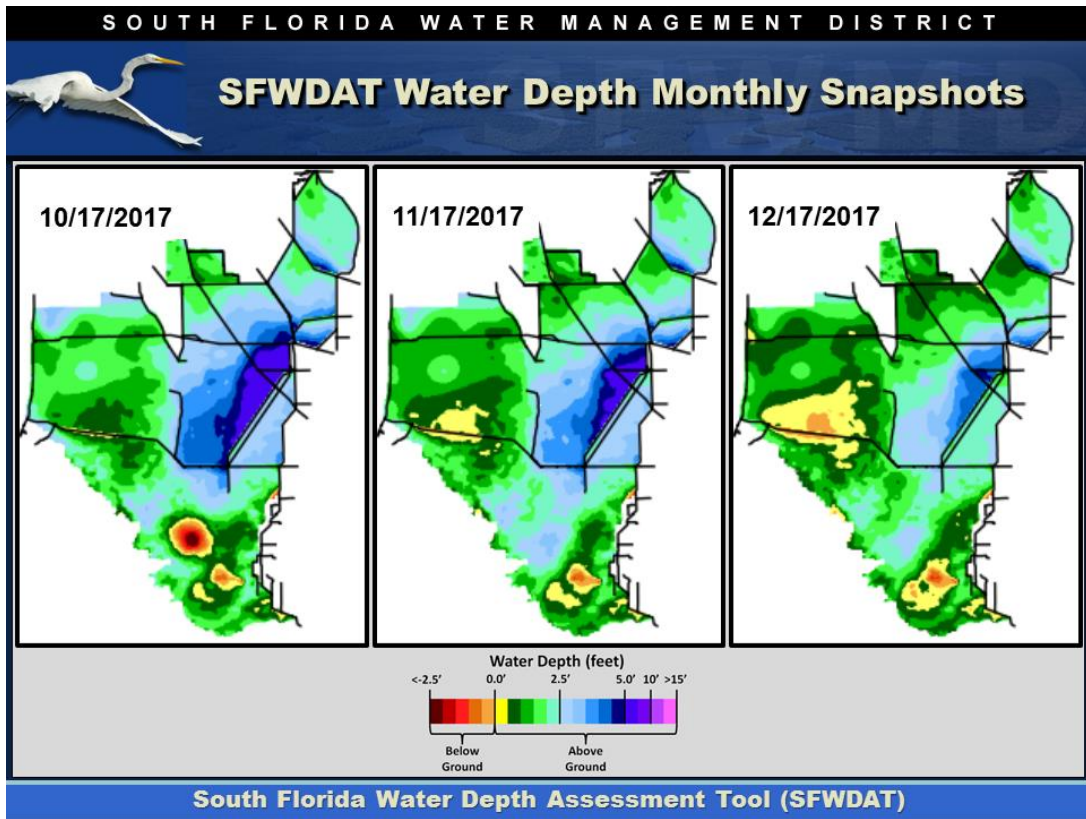 SOUTH FLORIDA WATER MANAGEMENT DISTRICT
SFWDAT Water Depth Monthly Snapshots
10/17/2017
11/17/2017
12/17/2017
Water Depth (feet)
<-2.5' 0.0' 2.5' 5.0' 10' >15'
Below Ground
Above Ground
South Florida Water Depth Assessment Tool (SFWDAT)